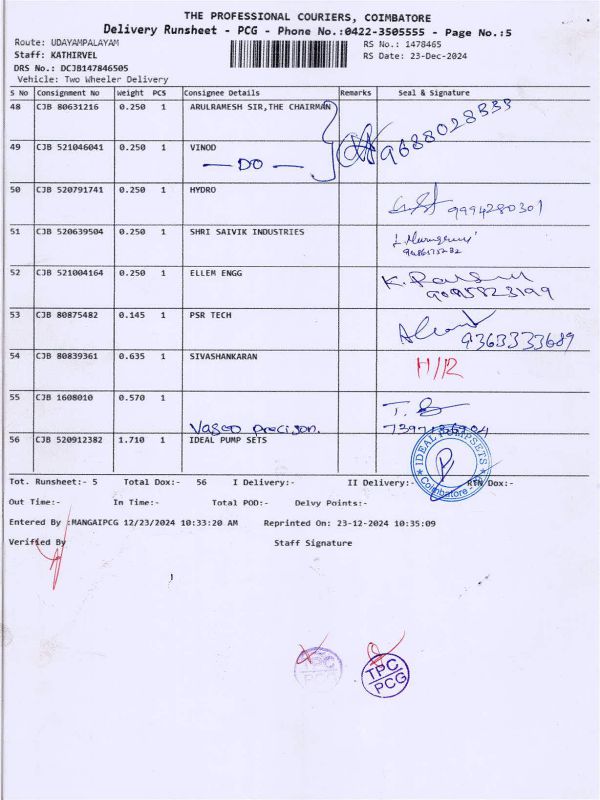 THE PROFESSIONAL COURIERS, COIMBATORE
Delivery Runsheet - PCG - Phone No.:0422-3505555 - Page No.:5
Route: UDAYAMPALAYAM
RS No.: 1478465
Staff: KATHIRVEL
RS Date: 23-Dec-2024
DRS No.: DCJB147846505
Vehicle: Two Wheeler Delivery
S No Consignment No Weight PCS Consignee Details Remarks Seal & Signature
48 CJB 80631216 0.250 1 ARULRAMESH SIR,THE CHAIRMAN
49 CJB 521046041 0.250 1 VINOD
— DO —
50 CJB 520791741 0.250 1 HYDRO 9994280301
51 CJB 520639504 0.250 1 SHRI SAIVIK INDUSTRIES
52 CJB 521004164 0.250 1 ELLEM ENGG
9095823199
53 CJB 80875482 0.145 1 PSR TECH
9363333689
54 CJB 80839361 0.635 1 SIVASHANKARAN H/R
55 CJB 1608010 0.570 1
Vasco precison.
56 CJB 520912382 1.710 1 IDEAL PUMP SETS
IDEAL PUMPSETS
Coimbatore
Tot. Runsheet:- 5 Total Dox:- 56 I Delivery:- II Delivery:- RTN Dox:-
Out Time:- In Time:- Total POD:- Delvy Points:-
Entered By :MANGAIPCG 12/23/2024 10:33:20 AM Reprinted On: 23-12-2024 10:35:09
Verified By Staff Signature
TPC
PCG
TPC
PCG